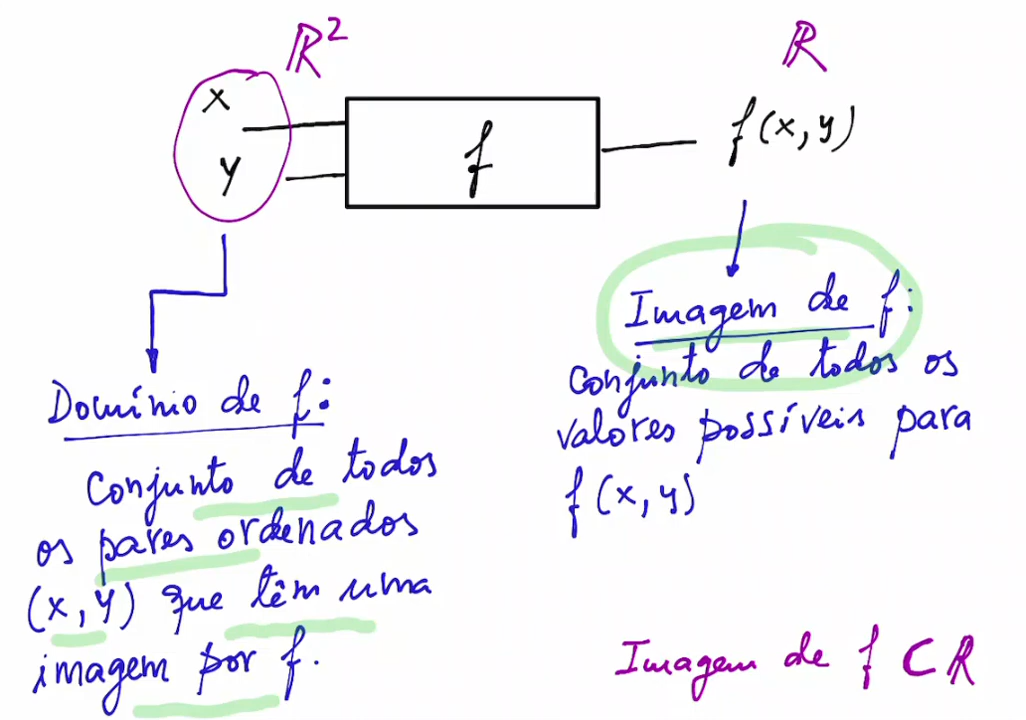 ℝ²
ℝ
x
y
f
f(x,y)
Domínio de f:
Conjunto de todos
os pares ordenados
(x,y) que têm uma
imagem por f.
Imagem de f:
Conjunto de todos os
valores possíveis para
f(x,y)
Imagem de f ⊂ ℝ